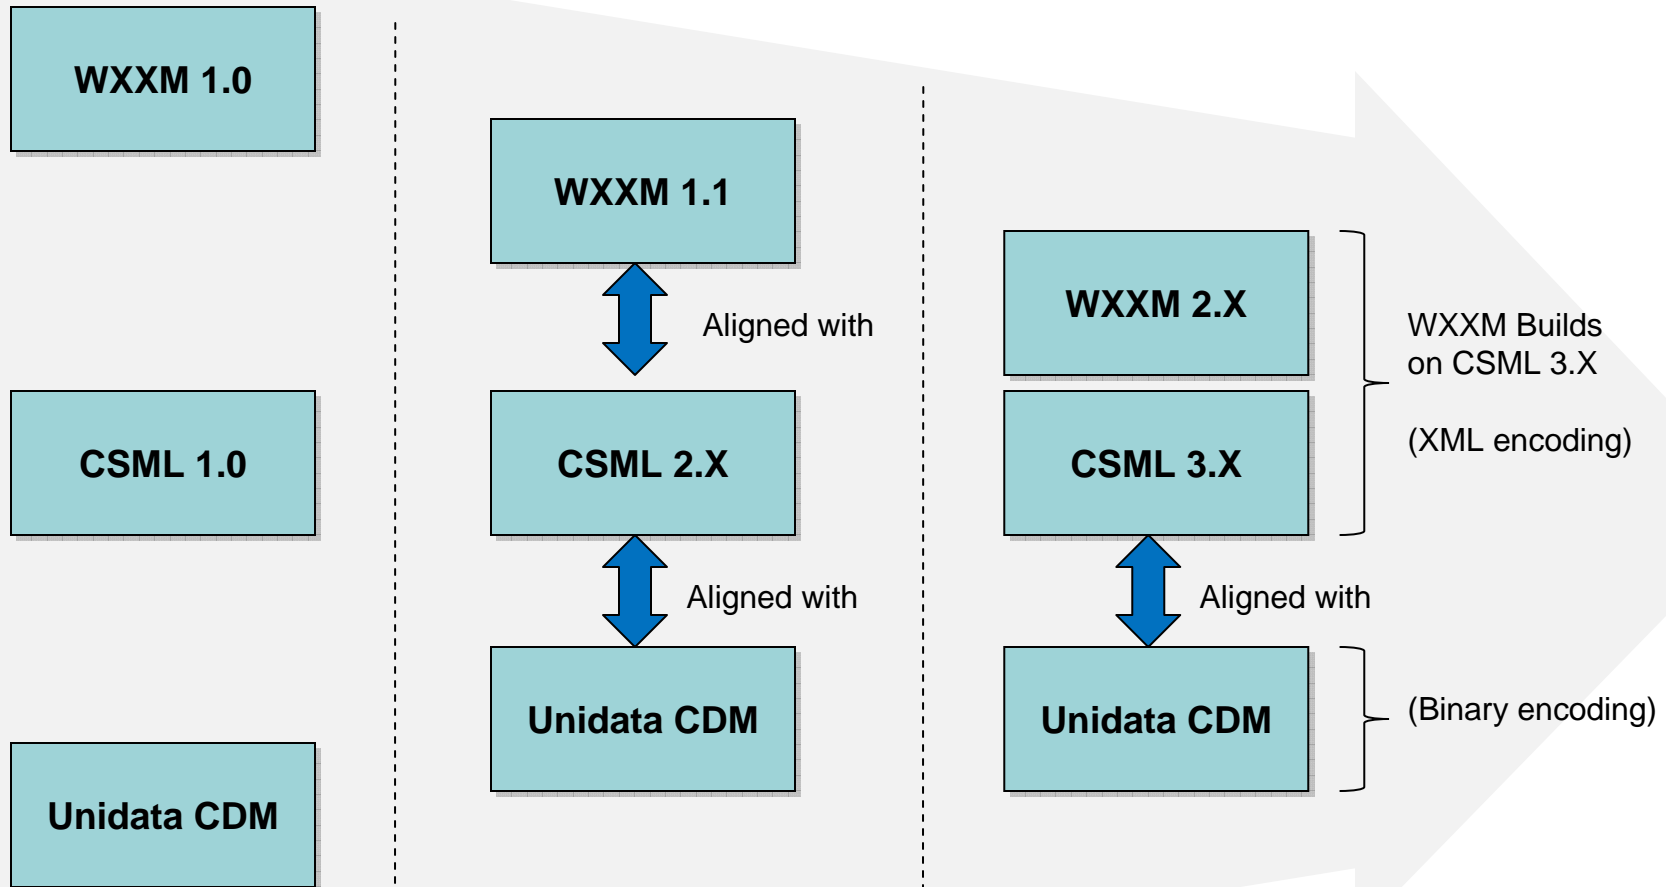 WXXM 1.0
CSML 1.0
Unidata CDM
WXXM 1.1
Aligned with
CSML 2.X
Aligned with
Unidata CDM
WXXM 2.X
CSML 3.X
Aligned with
Unidata CDM
WXXM Builds
on CSML 3.X
(XML encoding)
(Binary encoding)